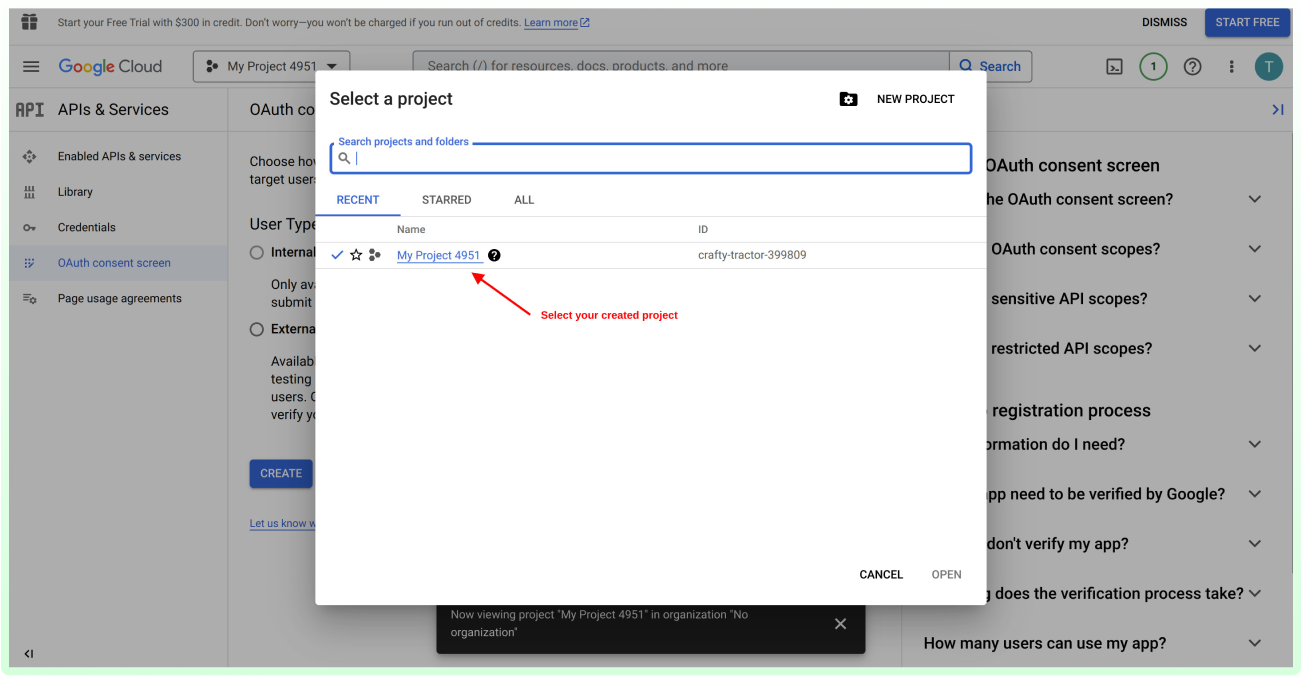 Start your Free Trial with $300 in credit. Don't worry—you won't be charged if you run out of credits. Learn more
DISMISS
START FREE
Google Cloud
My Project 4951
Search (/) for resources, docs, products, and more
Search
1
T
API
APIs & Services
Enabled APIs & services
Library
Credentials
OAuth consent screen
Page usage agreements
OAuth co
Choose how
target user
User Type
Internal
Only ava
submit
Externa
Availab
testing
users.
verify yo
CREATE
Let us know w
Select a project
NEW PROJECT
Search projects and folders
RECENT
STARRED
ALL
Name
ID
My Project 4951
crafty-tractor-399809
Select your created project
CANCEL
OPEN
Now viewing project "My Project 4951" in organization "No
organization"
OAuth consent screen
he OAuth consent screen?
OAuth consent scopes?
sensitive API scopes?
restricted API scopes?
registration process
ormation do I need?
pp need to be verified by Google?
don't verify my app?
does the verification process take?
How many users can use my app?